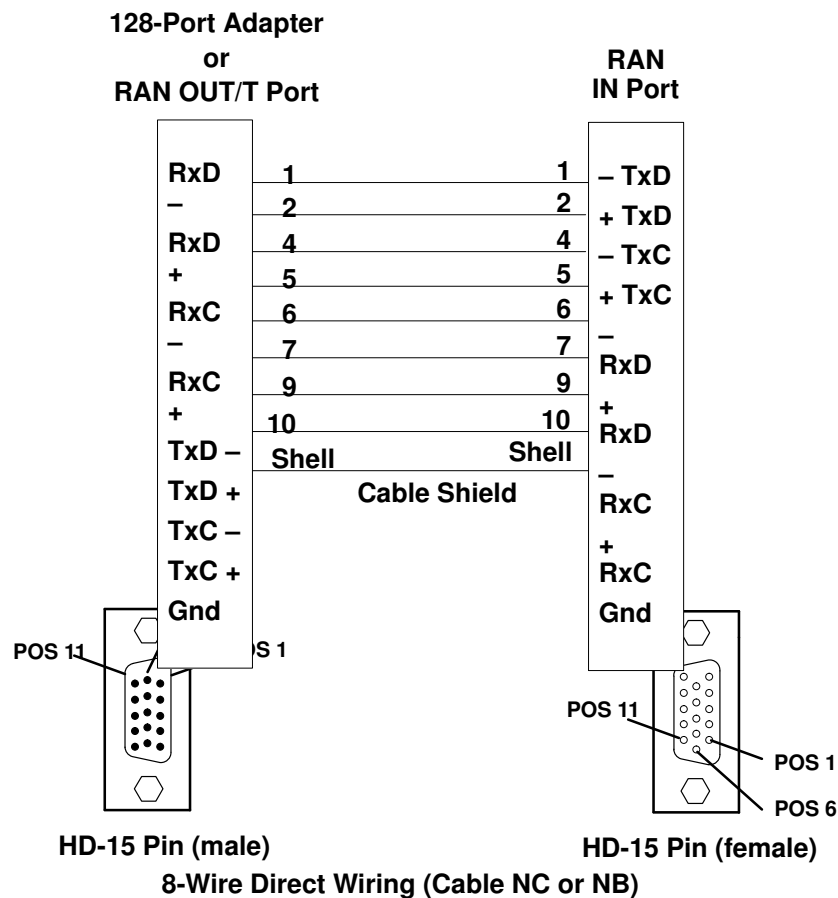 128-Port Adapter
or
RAN OUT/T Port
RAN
IN Port
RxD
–
RxD
+
RxC
–
RxC
+
TxD –
TxD +
TxC –
TxC +
Gnd
1
2
4
5
6
7
9
10
Shell
Cable Shield
1
2
4
5
6
7
9
10
Shell
– TxD
+ TxD
– TxC
+ TxC
–
RxD
+
RxD
–
RxC
+
RxC
Gnd
POS 11
1
POS 11
POS 1
POS 6
HD-15 Pin (male)
HD-15 Pin (female)
8-Wire Direct Wiring (Cable NC or NB)